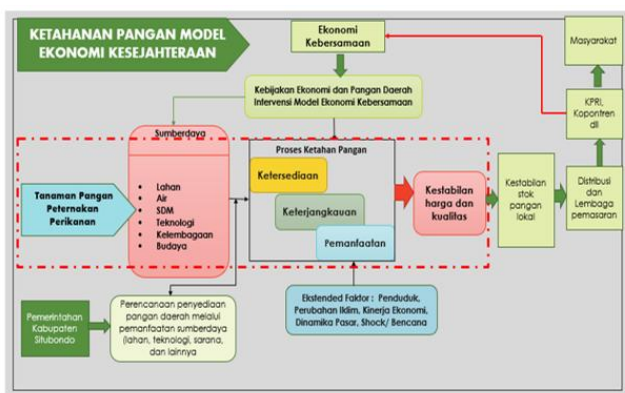 KETAHANAN PANGAN MODEL
EKONOMI KESEJAHTERAAN
Ekonomi
Kebersamaan
Masyarakat
Kebijakan Ekonomi dan Pangan Daerah
Intervensi Model Ekonomi Kebersamaan
KPRI,
Kopontren
dll
Sumberdaya
Lahan
Air
SDM
Teknologi
Kelembagaan
Budaya
Tanaman Pangan
Peternakan
Perikanan
Proses Ketahan Pangan
Ketersediaan
Keterjangkauan
Pemanfaatan
Kestabilan
harga dan
kualitas
Kestabilan
stok
pangan
lokal
Distribusi
dan
Lembaga
pemasaran
Pemerintahan
Kabupaten
Situbondo
Perencanaan penyediaan
pangan daerah melalui
pemanfaatan sumberdaya
(lahan, teknologi, sarana,
dan lainnya
Ekstended Faktor : Penduduk,
Perubahan Iklim, Kinerja Ekonomi,
Dinamika Pasar, Shock/ Bencana